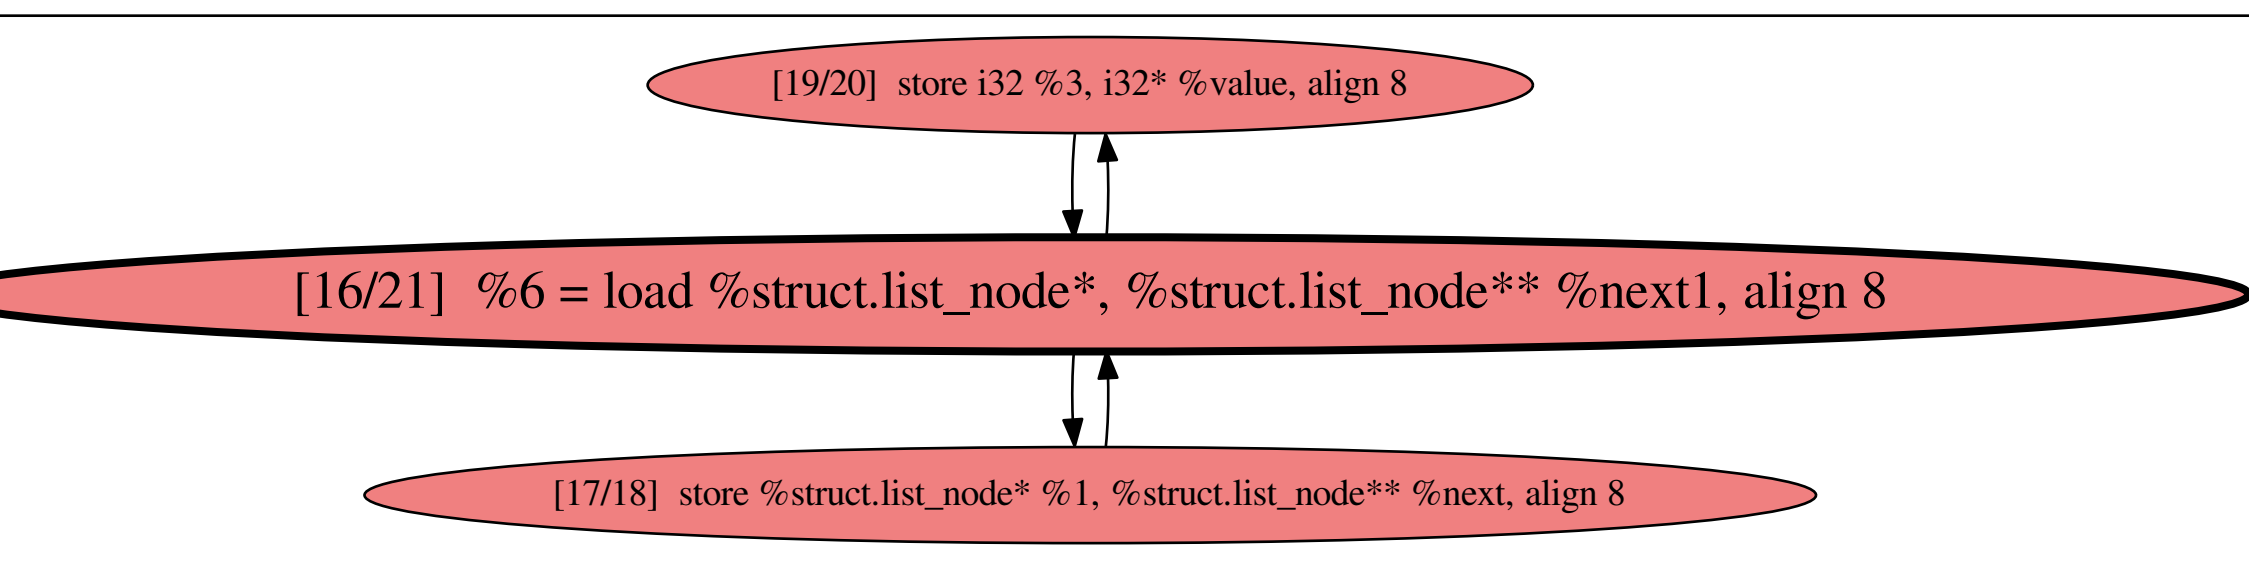 [19/20]  store i32 %3, i32* %value, align 8
[16/21]  %6 = load %struct.list_node*, %struct.list_node** %next1, align 8
[17/18]  store %struct.list_node* %1, %struct.list_node** %next, align 8